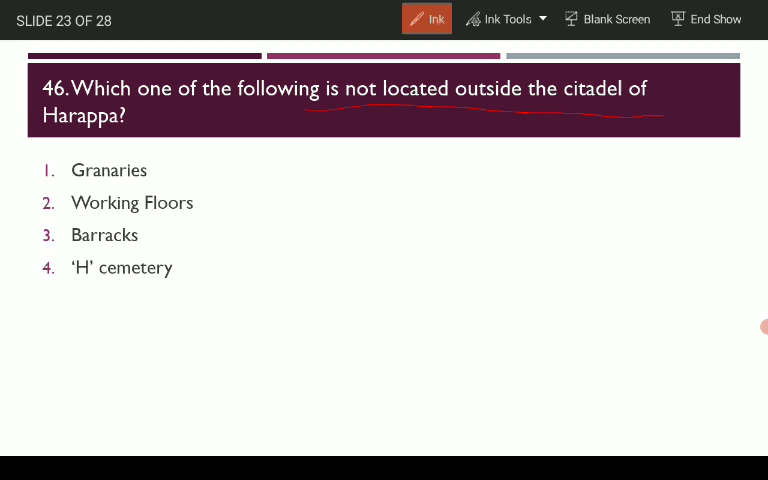 SLIDE 23 OF 28
Ink
Ink Tools
Blank Screen
End Show
46. Which one of the following is not located outside the citadel of
Harappa?
1. Granaries
2. Working Floors
3. Barracks
4. ‘H’ cemetery